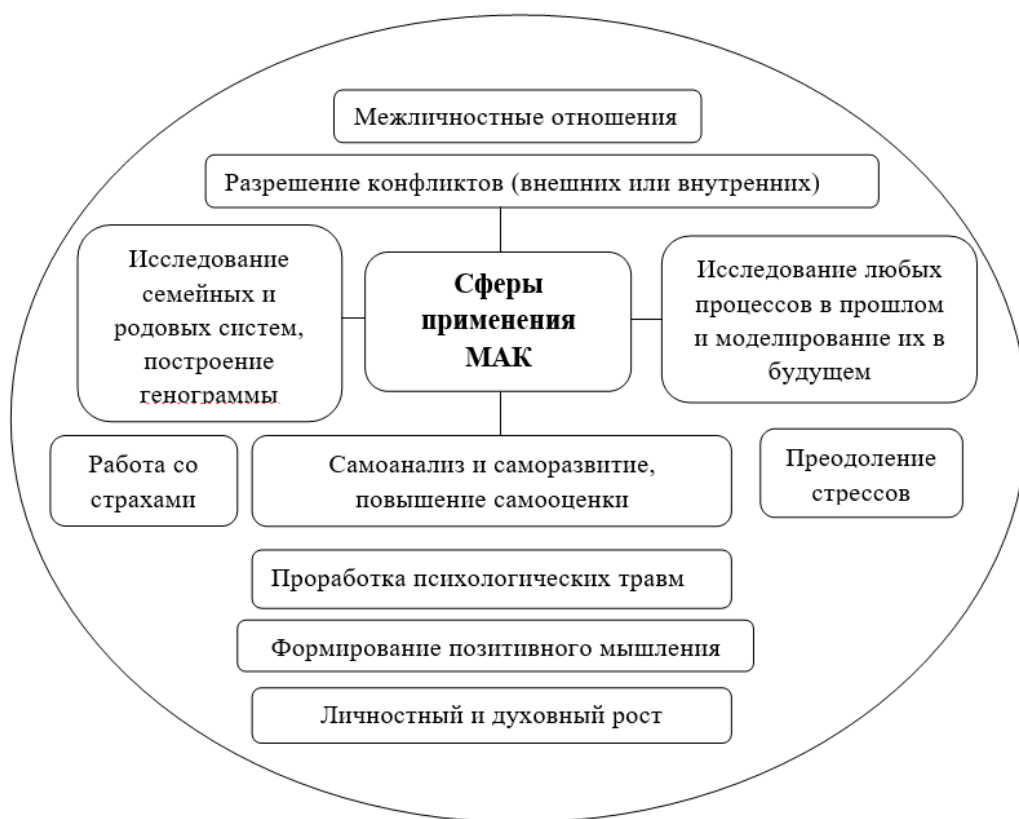 Межличностные отношения
Разрешение конфликтов (внешних или внутренних)
Исследование
семейных и
родовых систем,
построение
генограммы
Сферы
применения
МАК
Исследование любых
процессов в прошлом
и моделирование их в
будущем
Работа со
страхами
Самоанализ и саморазвитие,
повышение самооценки
Преодоление
стрессов
Проработка психологических травм
Формирование позитивного мышления
Личностный и духовный рост